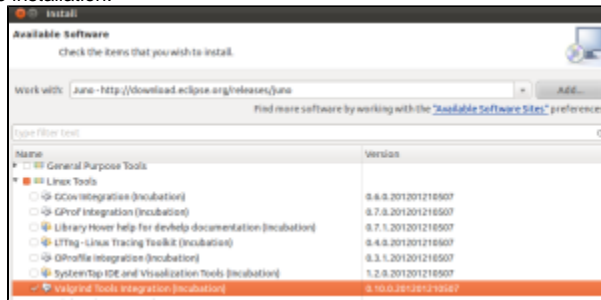 e installation.
Install
Available Software
Check the items that you wish to install.
Work with: Juno - http://download.eclipse.org/releases/juno Add...
Find more software by working with the "Available Software Sites" preferences
type filter text
Name Version
General Purpose Tools
Linux Tools
GCov Integration (Incubation) 0.6.0.201201210507
GProf Integration (Incubation) 0.7.0.201201210507
Library Hover help for devhelp documentation (Incubation) 0.7.1.201201210507
LTTng - Linux Tracing Toolkit (Incubation) 0.4.0.201201210507
OProfile Integration (Incubation) 0.3.1.201201210507
SystemTap IDE and Visualization Tools (Incubation) 1.2.0.201201210507
Valgrind Tools Integration (Incubation) 0.10.0.201201210507